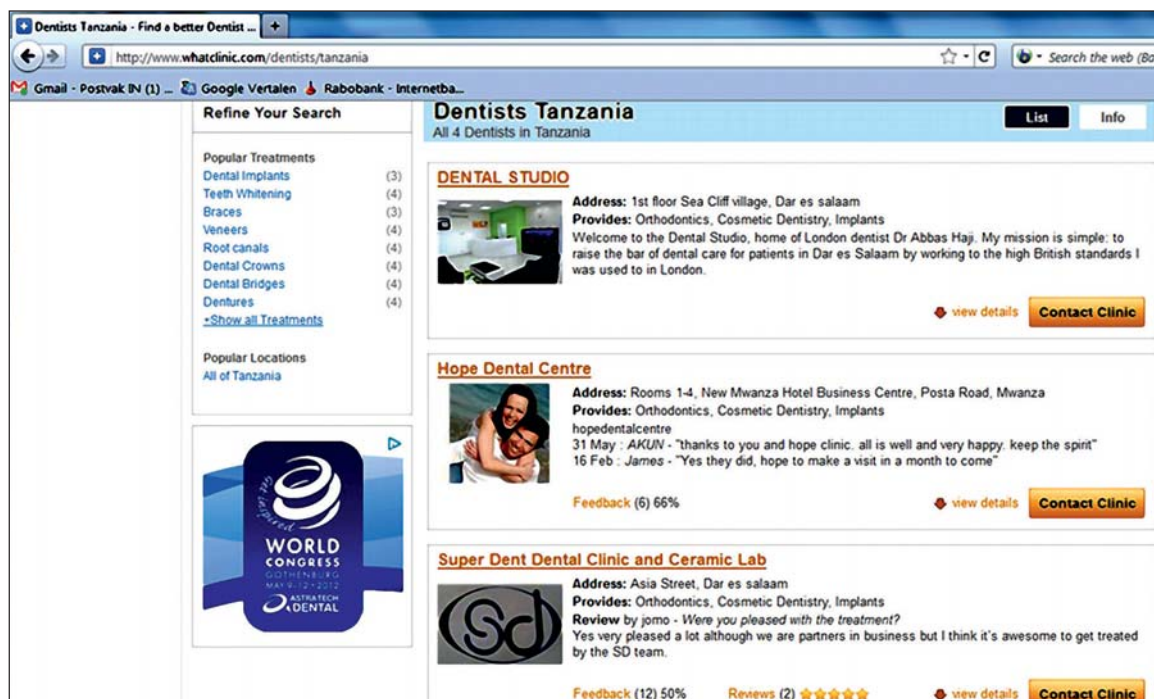 Dentists Tanzania - Find a better Dentist ...
http://www.whatclinic.com/dentists/tanzania
Search the web (Ba
Gmail - Postvak IN (1) ... Google Vertalen Rabobank - Internetba...
Refine Your Search
Popular Treatments
Dental Implants (3)
Teeth Whitening (4)
Braces (3)
Veneers (4)
Root canals (4)
Dental Crowns (4)
Dental Bridges (4)
Dentures (4)
+Show all Treatments
Popular Locations
All of Tanzania
Get inspired
WORLD
CONGRESS
GOTHENBURG
MAY 9-12 · 2012
ASTRA TECH
DENTAL
Dentists Tanzania
All 4 Dentists in Tanzania
List Info
DENTAL STUDIO
Address: 1st floor Sea Cliff village, Dar es salaam
Provides: Orthodontics, Cosmetic Dentistry, Implants
Welcome to the Dental Studio, home of London dentist Dr Abbas Haji. My mission is simple: to
raise the bar of dental care for patients in Dar es Salaam by working to the high British standards I
was used to in London.
view details Contact Clinic
Hope Dental Centre
Address: Rooms 1-4, New Mwanza Hotel Business Centre, Posta Road, Mwanza
Provides: Orthodontics, Cosmetic Dentistry, Implants
hopedentalcentre
31 May : AKUN - "thanks to you and hope clinic. all is well and very happy. keep the spirit"
16 Feb : James - "Yes they did, hope to make a visit in a month to come"
Feedback (6) 66% view details Contact Clinic
Super Dent Dental Clinic and Ceramic Lab
Sd
Address: Asia Street, Dar es salaam
Provides: Orthodontics, Cosmetic Dentistry, Implants
Review by jomo - Were you pleased with the treatment?
Yes very pleased a lot although we are partners in business but I think it's awesome to get treated
by the SD team.
Feedback (12) 50% Reviews (2) view details Contact Clinic